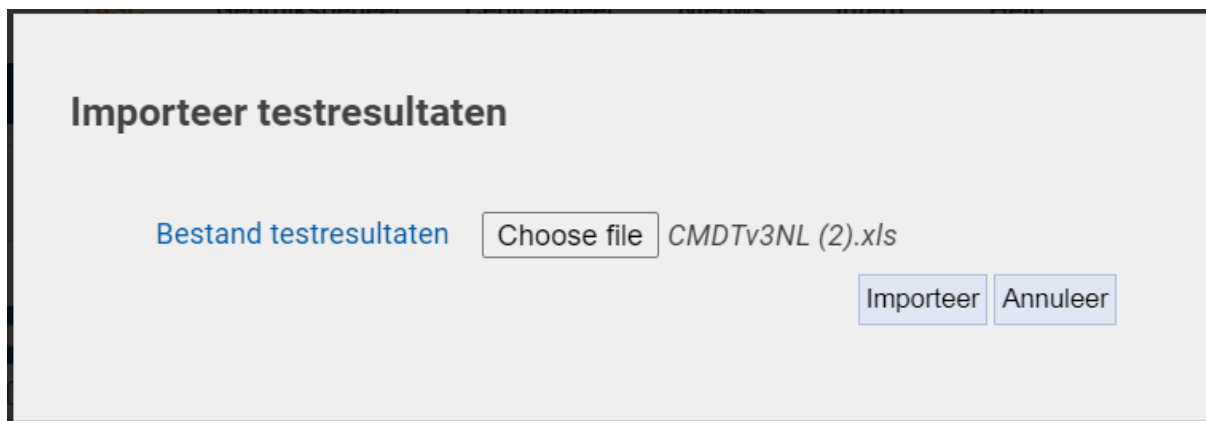 Importeer testresultaten
Bestand testresultaten Choose file CMDTv3NL (2).xls
Importeer Annuleer